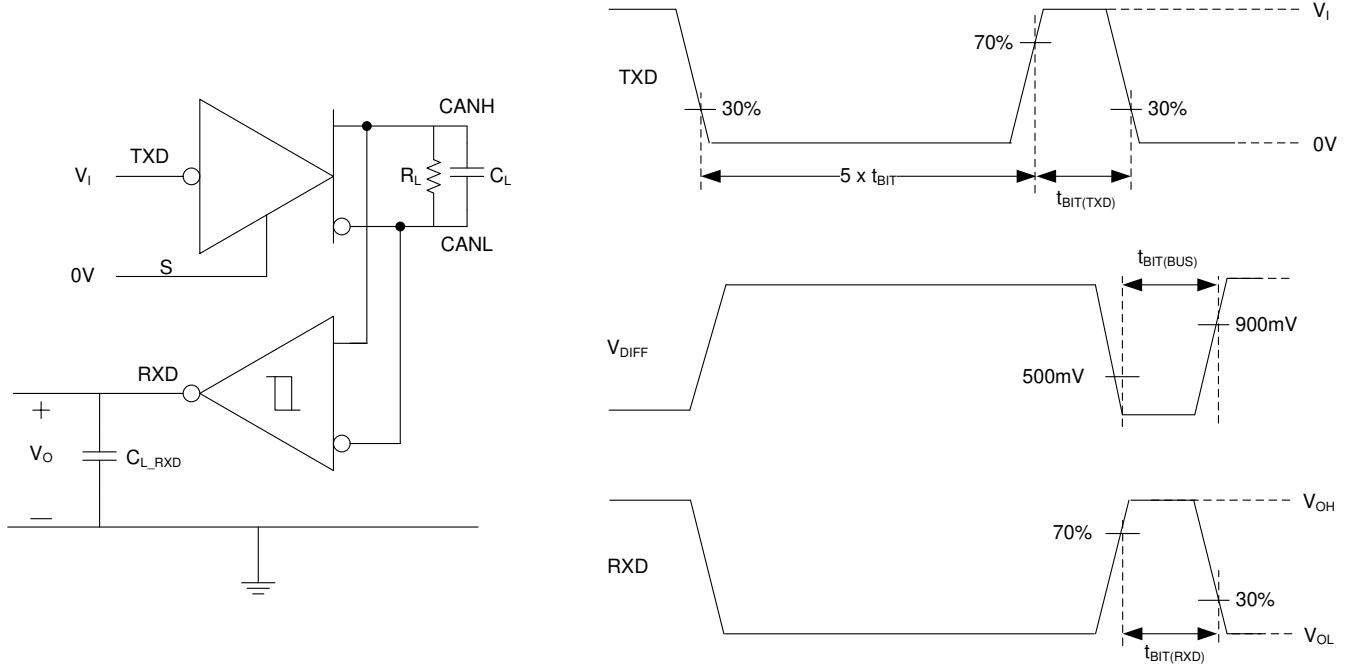 CANH
TXD
V_I
R_L
C_L
CANL
0V
S
RXD
+
V_O
C_L_RXD
—
V_I
70%
TXD
30%
30%
0V
5 x t_BIT
t_BIT(TXD)
t_BIT(BUS)
900mV
V_DIFF
500mV
V_OH
70%
RXD
30%
V_OL
t_BIT(RXD)